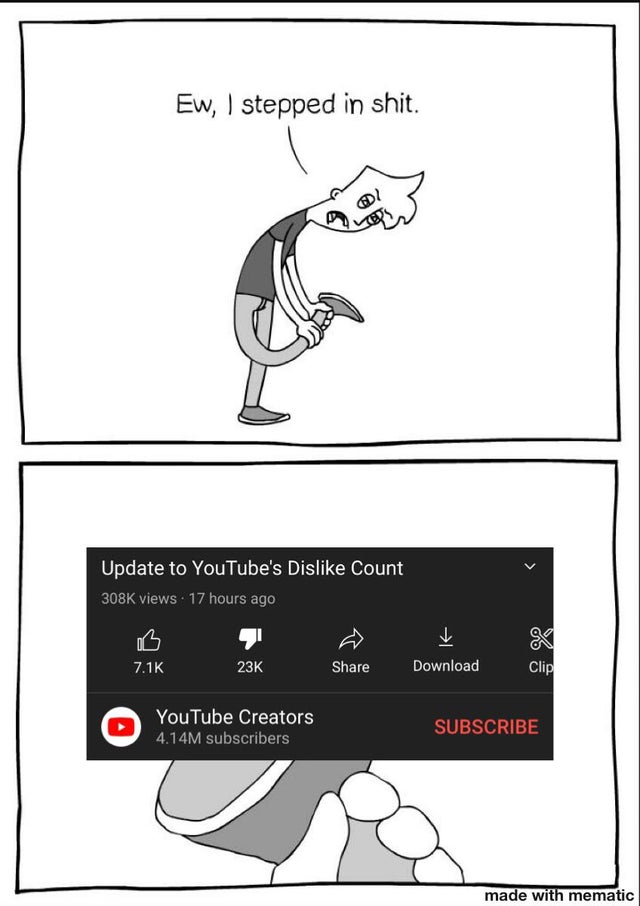 Ew, I stepped in shit.
Update to YouTube's Dislike Count
308K views · 17 hours ago
7.1K 23K Share Download Clip
YouTube Creators
SUBSCRIBE
4.14M subscribers
made with mematic